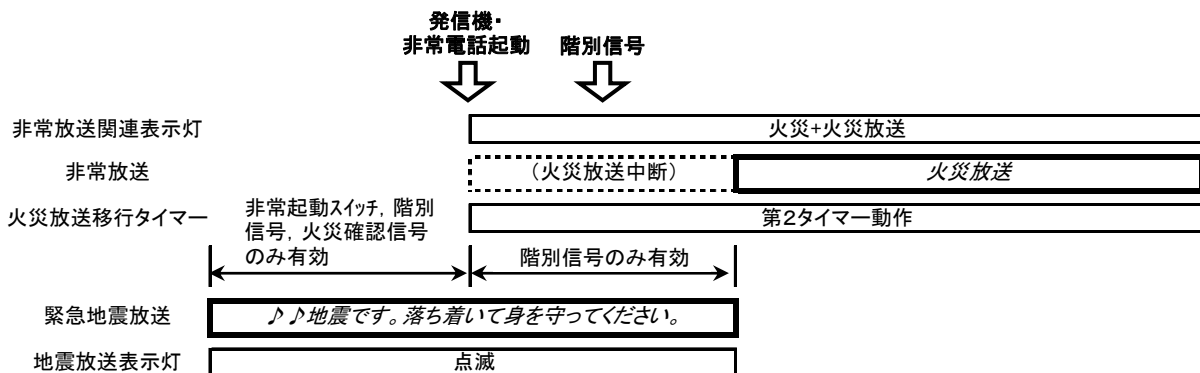 発信機・
非常電話起動
階別信号
非常放送関連表示灯
火災+火災放送
非常放送
（火災放送中断）
火災放送
火災放送移行タイマー
非常起動スイッチ, 階別
信号, 火災確認信号
のみ有効
第2タイマー動作
階別信号のみ有効
緊急地震放送
♪♪地震です。落ち着いて身を守ってください。
地震放送表示灯
点滅